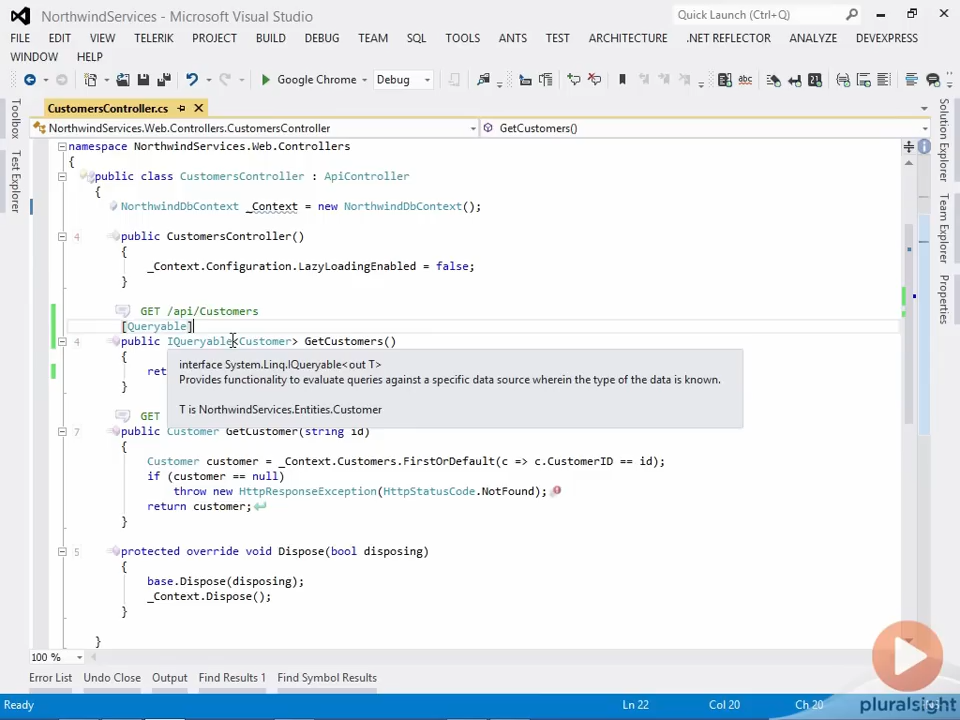 NorthwindServices - Microsoft Visual Studio
Quick Launch (Ctrl+Q)
FILE EDIT VIEW TELERIK PROJECT BUILD DEBUG TEAM SQL TOOLS ANTS TEST ARCHITECTURE .NET REFLECTOR ANALYZE DEVEXPRESS
WINDOW HELP
Google Chrome Debug
Toolbox
Test Explorer
CustomersController.cs
NorthwindServices.Web.Controllers.CustomersController GetCustomers()
namespace NorthwindServices.Web.Controllers
{
public class CustomersController : ApiController
{
NorthwindDbContext _Context = new NorthwindDbContext();
4 public CustomersController()
{
_Context.Configuration.LazyLoadingEnabled = false;
}
GET /api/Customers
[Queryable]
4 public IQueryable<Customer> GetCustomers()
{
ret
}
interface System.Linq.IQueryable<out T>
Provides functionality to evaluate queries against a specific data source wherein the type of the data is known.
T is NorthwindServices.Entities.Customer
GET
7 public Customer GetCustomer(string id)
{
Customer customer = _Context.Customers.FirstOrDefault(c => c.CustomerID == id);
if (customer == null)
throw new HttpResponseException(HttpStatusCode.NotFound);
return customer;
}
5 protected override void Dispose(bool disposing)
{
base.Dispose(disposing);
_Context.Dispose();
}
}
Solution Explorer
Team Explorer
Properties
100 %
Error List Undo Close Output Find Results 1 Find Symbol Results
Ready Ln 22 Col 20 Ch 20
pluralsight